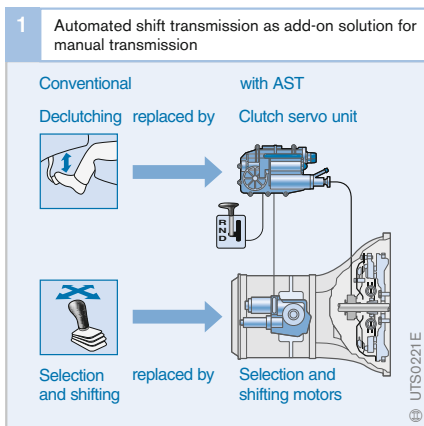 1
Automated shift transmission as add-on solution for
manual transmission
Conventional with AST
Declutching replaced by Clutch servo unit
R
N
D
Selection replaced by Selection and
and shifting shifting motors
UTS0221E